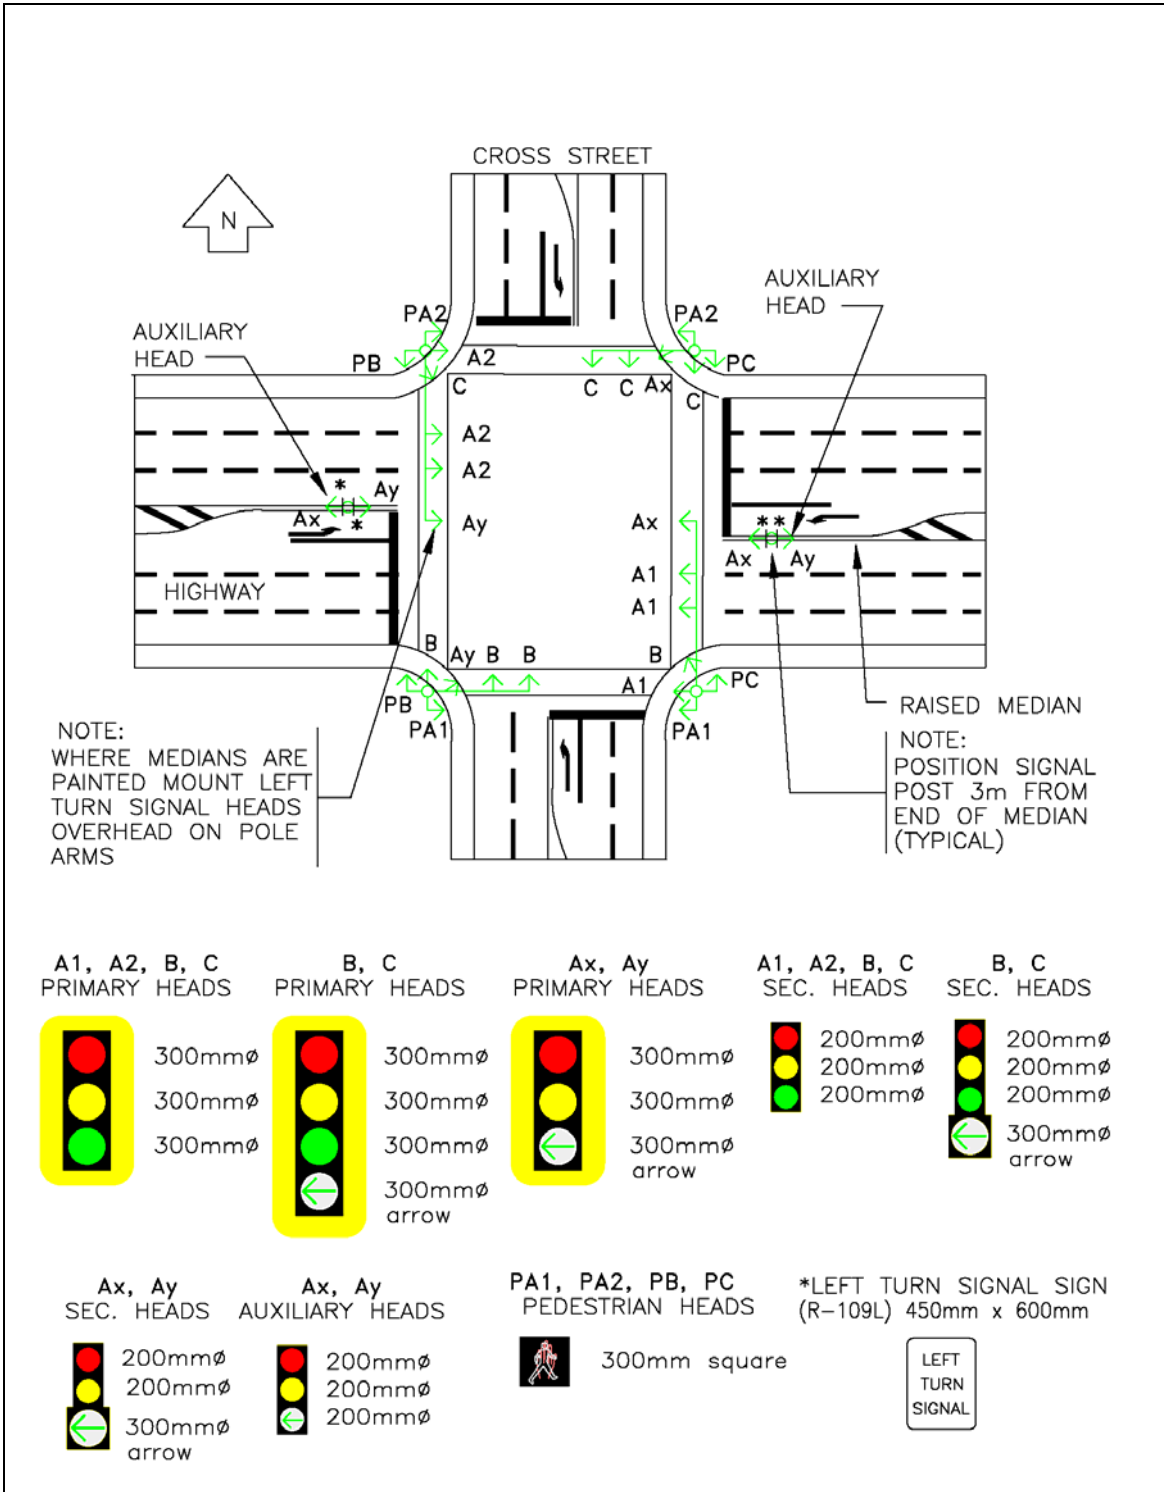 CROSS STREET
N
AUXILIARY
HEAD
AUXILIARY
HEAD
PA2
PA2
PB
A2
PC
C
C
C
Ax
C
A2
A2
*
Ay
Ax
*
Ay
Ax
**
Ax
Ay
A1
HIGHWAY
A1
B
Ay
B
B
B
PB
A1
PC
PA1
PA1
RAISED MEDIAN
NOTE:
WHERE MEDIANS ARE
PAINTED MOUNT LEFT
TURN SIGNAL HEADS
OVERHEAD ON POLE
ARMS
NOTE:
POSITION SIGNAL
POST 3m FROM
END OF MEDIAN
(TYPICAL)
A1, A2, B, C
PRIMARY HEADS
300mmø
300mmø
300mmø
B, C
PRIMARY HEADS
300mmø
300mmø
300mmø
300mmø
arrow
Ax, Ay
PRIMARY HEADS
300mmø
300mmø
300mmø
arrow
A1, A2, B, C
SEC. HEADS
200mmø
200mmø
200mmø
B, C
SEC. HEADS
200mmø
200mmø
200mmø
300mmø
arrow
Ax, Ay
SEC. HEADS
200mmø
200mmø
300mmø
arrow
Ax, Ay
AUXILIARY HEADS
200mmø
200mmø
200mmø
PA1, PA2, PB, PC
PEDESTRIAN HEADS
300mm square
*LEFT TURN SIGNAL SIGN
(R-109L) 450mm x 600mm
LEFT
TURN
SIGNAL